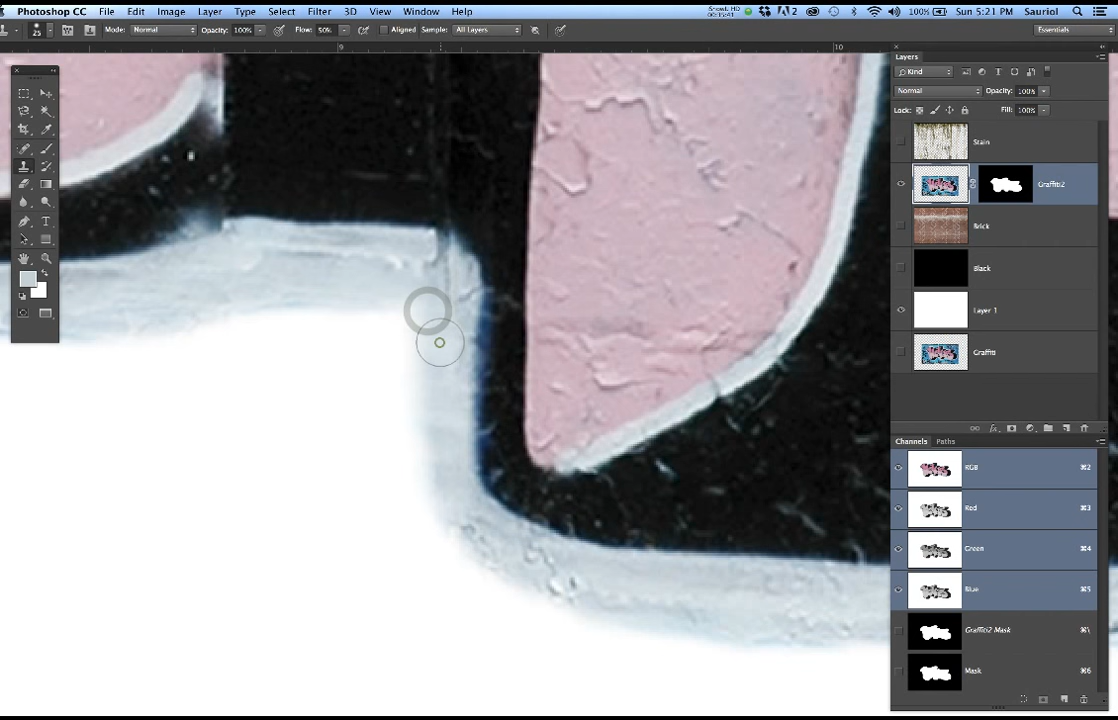 Photoshop CC File Edit Image Layer Type Select Filter 3D View Window Help 100% Sun 5:21 PM Sauriol
25 Mode: Normal Opacity: 100% Flow: 50% Aligned Sample: All Layers Essentials
9 10
Layers
Kind
Normal Opacity: 100%
Lock: Fill: 100%
Stain
Graffiti2
Brick
Black
Layer 1
Graffiti
Channels Paths
RGB ⌘2
Red ⌘3
Green ⌘4
Blue ⌘5
Graffiti2 Mask ⌘\
Mask ⌘6